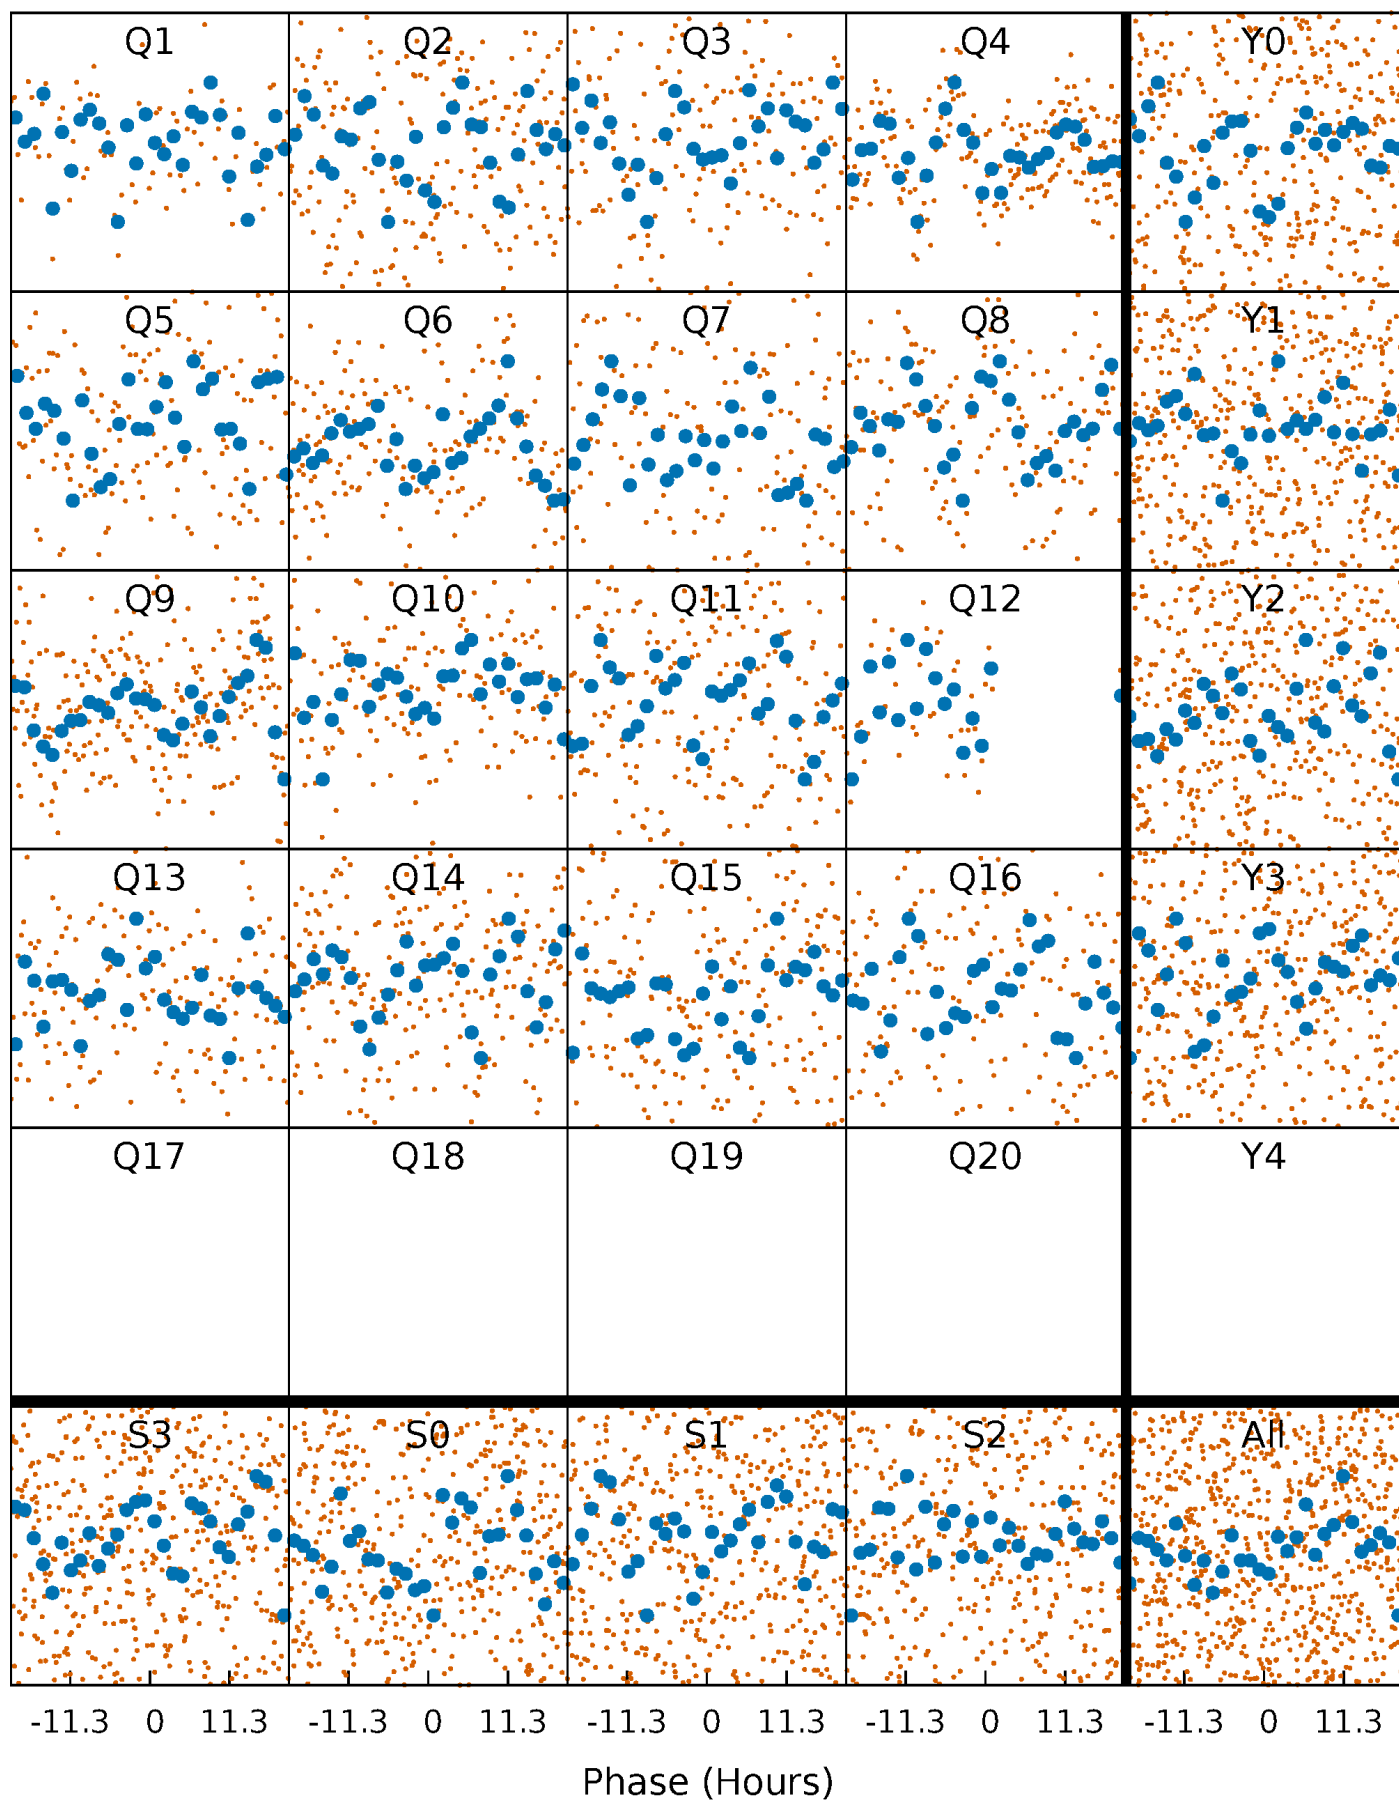 Q1 Q2 Q3 Q4 Y0
Q5 Q6 Q7 Q8 Y1
Q9 Q10 Q11 Q12 Y2
Q13 Q14 Q15 Q16 Y3
Q17 Q18 Q19 Q20 Y4
S3 S0 S1 S2 All
-11.3 0 11.3 -11.3 0 11.3 -11.3 0 11.3 -11.3 0 11.3 -11.3 0 11.3
Phase (Hours)